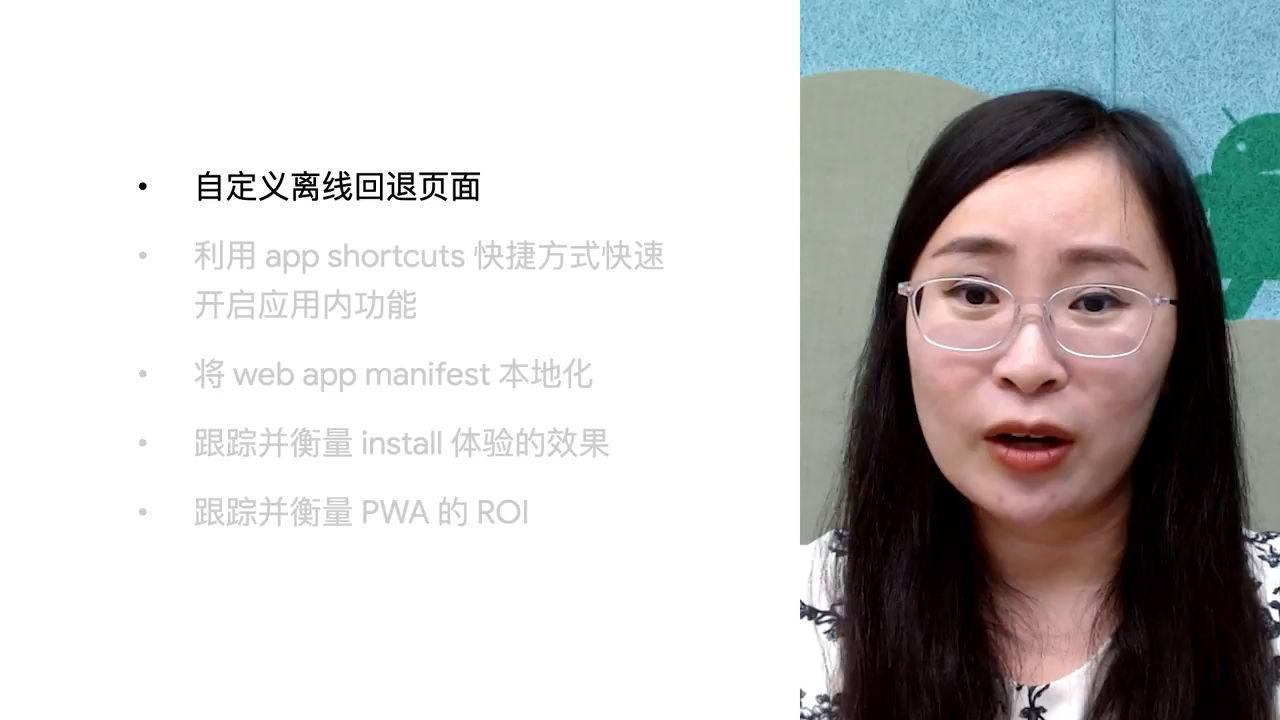 • 自定义离线回退页面
• 利用 app shortcuts 快捷方式快速
开启应用内功能
• 将 web app manifest 本地化
• 跟踪并衡量 install 体验的效果
• 跟踪并衡量 PWA 的 ROI